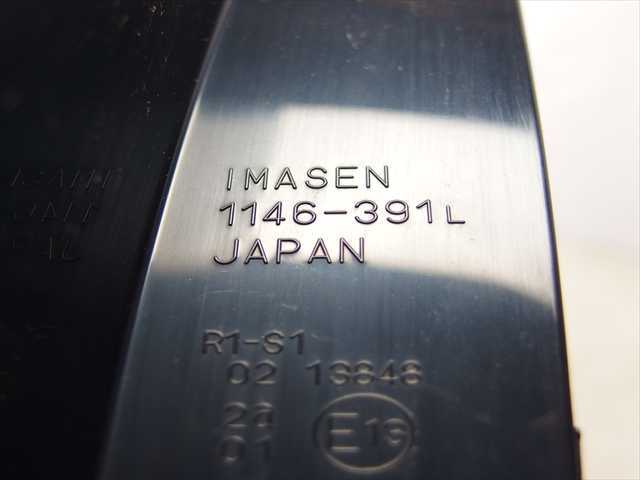 IMASEN
1146-391L
JAPAN
R1-S1
02 13848
2a
01 E13